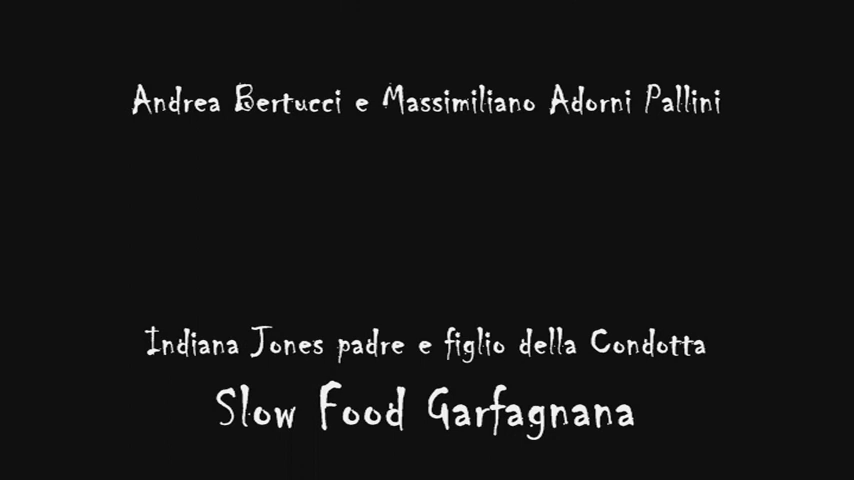 Andrea Bertucci e Massimiliano Adorni Pallini
Indiana Jones padre e figlio della Condotta
Slow Food Garfagnana